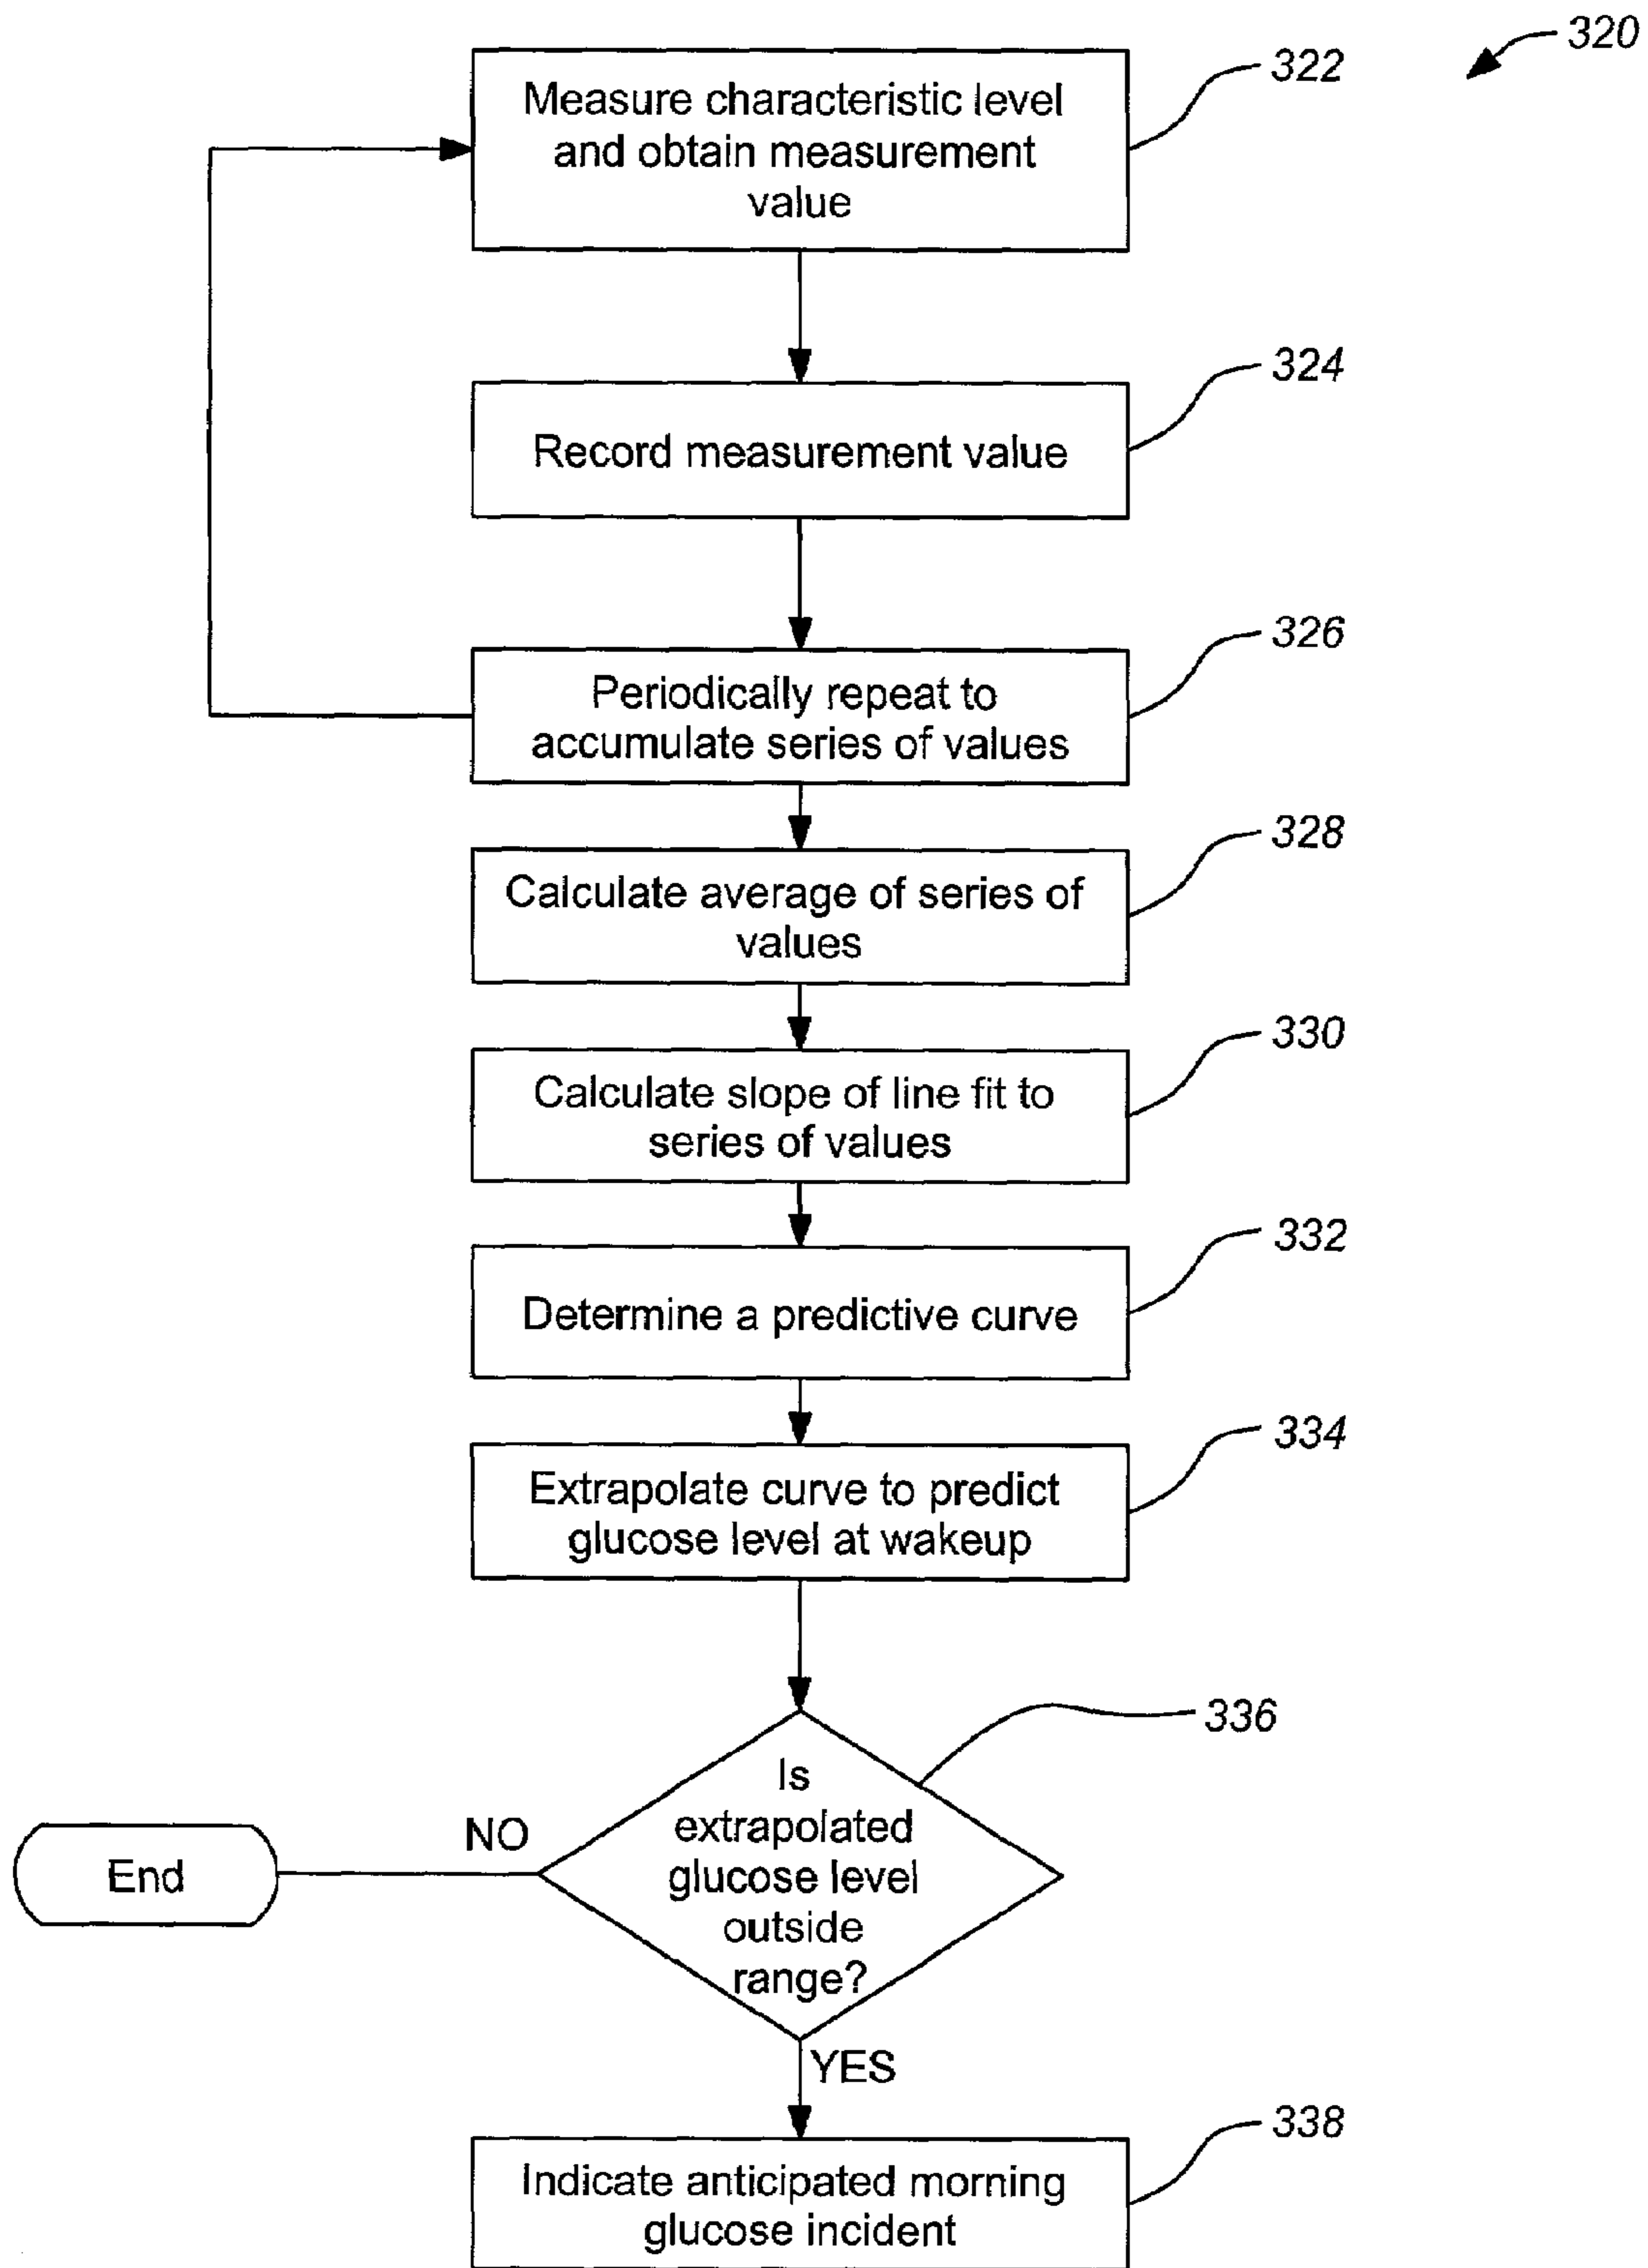 320
Measure characteristic level
and obtain measurement
value
322
Record measurement value
324
Periodically repeat to
accumulate series of values
326
Calculate average of series of
values
328
Calculate slope of line fit to
series of values
330
Determine a predictive curve
332
Extrapolate curve to predict
glucose level at wakeup
334
Is
extrapolated
glucose level
outside
range?
336
NO
End
YES
Indicate anticipated morning
glucose incident
338